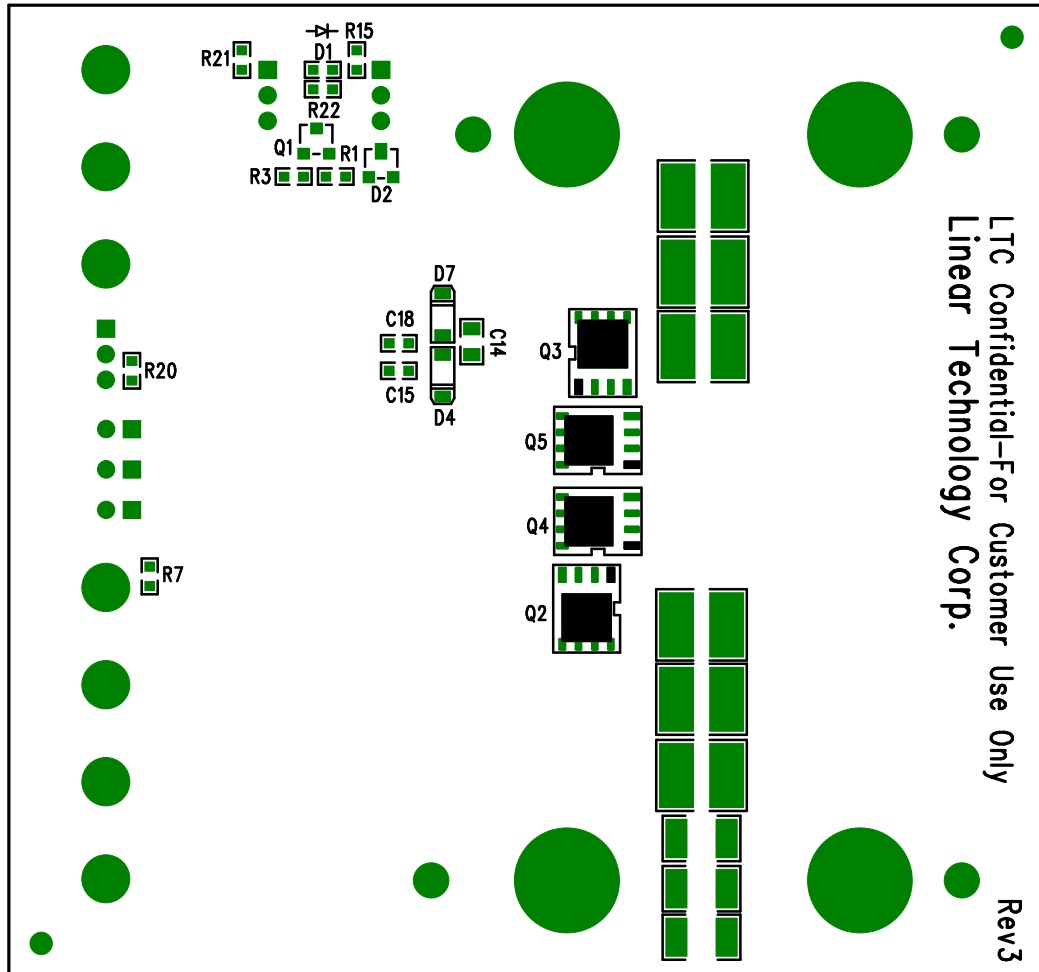 R15
D1
R21
R22
Q1
R1
R3
D2
LTC Confidential-For Customer Use Only
Linear Technology Corp.
D7
C18
C14
Q3
R20
C15
D4
Q5
Q4
R7
Q2
Rev3